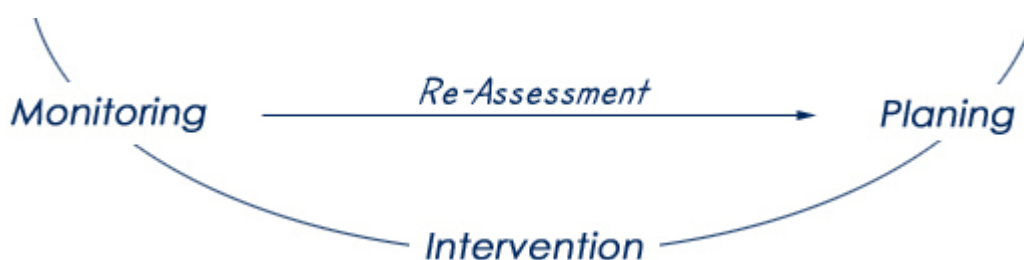 Re-Assessment
Monitoring
Planing
Intervention